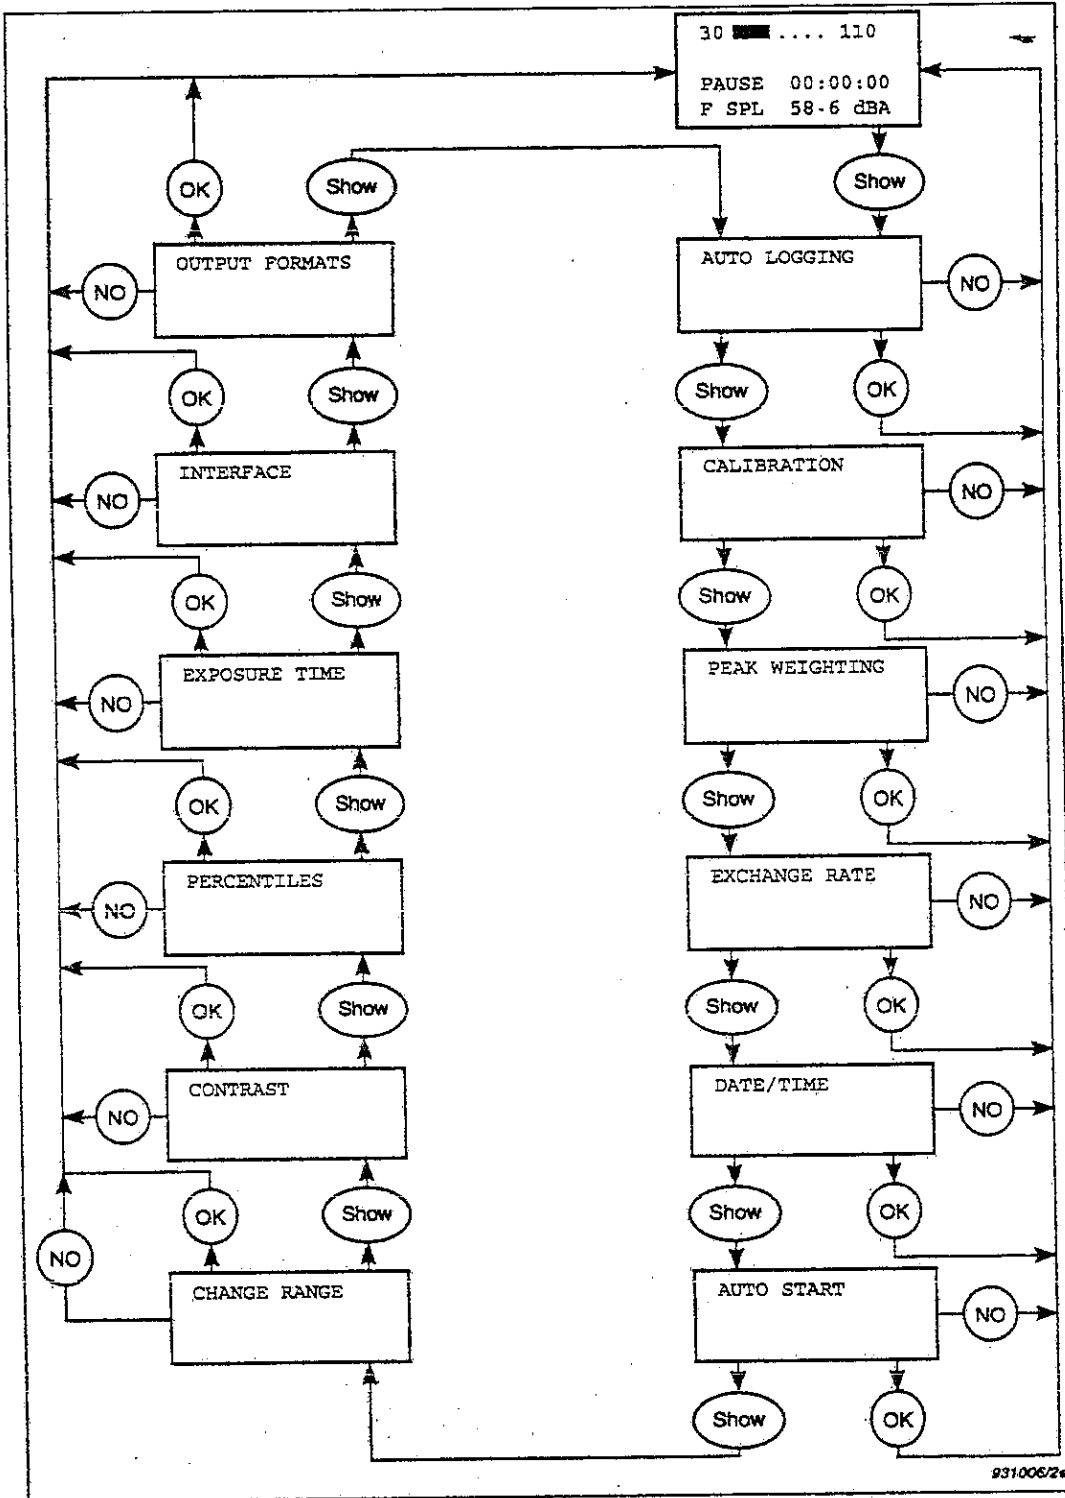 30 .... 110
PAUSE 00:00:00
F SPL 58.6 dBA
OK
Show
Show
OUTPUT FORMATS
AUTO LOGGING
NO
NO
OK
Show
Show
OK
INTERFACE
CALIBRATION
NO
NO
OK
Show
Show
OK
EXPOSURE TIME
PEAK WEIGHTING
NO
NO
OK
Show
Show
OK
PERCENTILES
EXCHANGE RATE
NO
NO
OK
Show
Show
OK
CONTRAST
DATE/TIME
NO
NO
OK
Show
Show
OK
NO
CHANGE RANGE
AUTO START
NO
Show
OK